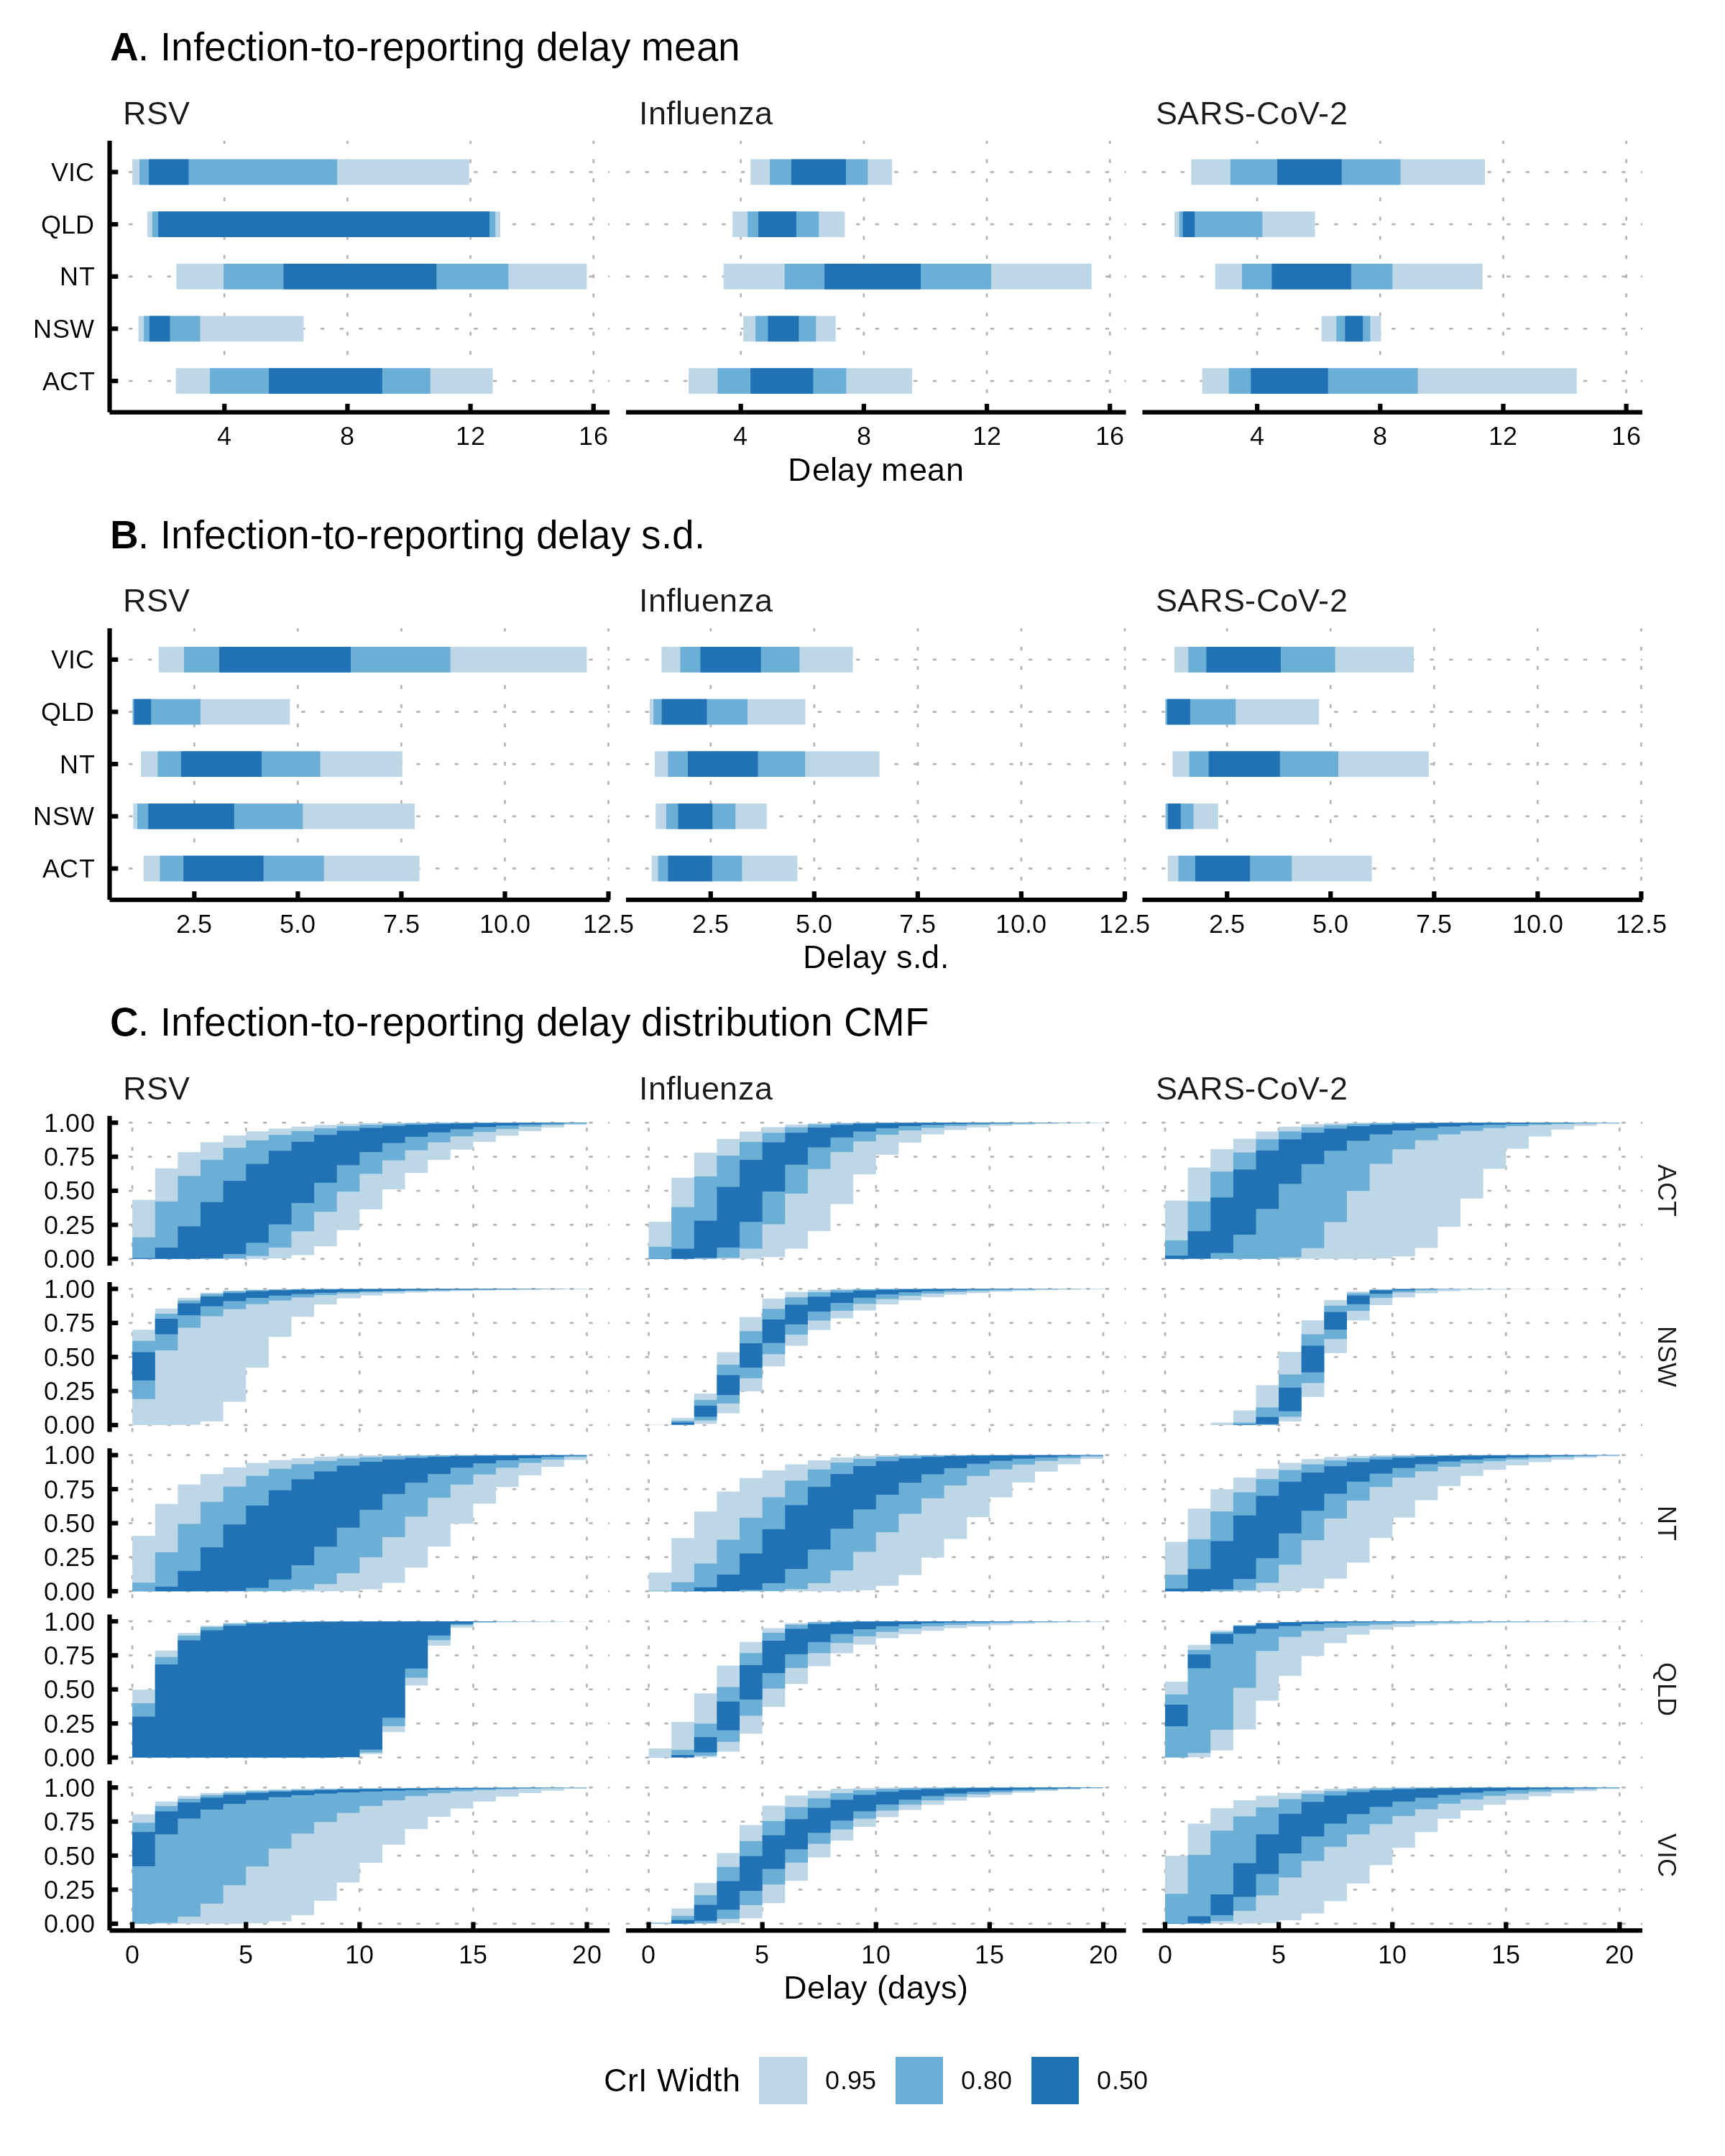 A. Infection-to-reporting delay mean
RSV Influenza SARS-CoV-2
VIC
QLD
NT
NSW
ACT
4 8 12 16 4 8 12 16 4 8 12 16
Delay mean
B. Infection-to-reporting delay s.d.
RSV Influenza SARS-CoV-2
VIC
QLD
NT
NSW
ACT
2.5 5.0 7.5 10.0 12.5 2.5 5.0 7.5 10.0 12.5 2.5 5.0 7.5 10.0 12.5
Delay s.d.
C. Infection-to-reporting delay distribution CMF
RSV Influenza SARS-CoV-2
1.00
0.75
0.50
0.25
0.00
ACT
1.00
0.75
0.50
0.25
0.00
NSW
1.00
0.75
0.50
0.25
0.00
NT
1.00
0.75
0.50
0.25
0.00
QLD
1.00
0.75
0.50
0.25
0.00
VIC
0 5 10 15 20 0 5 10 15 20 0 5 10 15 20
Delay (days)
CrI Width 0.95 0.80 0.50